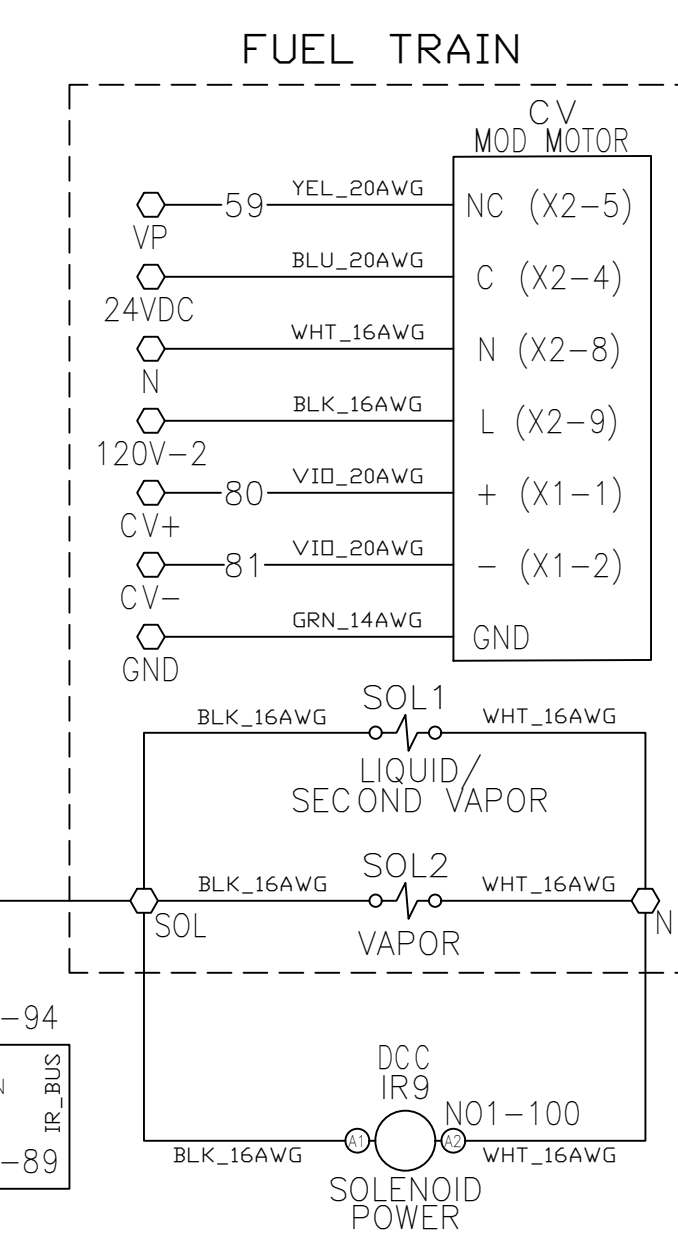 FUEL TRAIN
CV
MOD MOTOR
59 YEL_20AWG NC (X2-5)
VP
BLU_20AWG C (X2-4)
24VDC
WHT_16AWG N (X2-8)
N
BLK_16AWG L (X2-9)
120V-2
80 VIO_20AWG + (X1-1)
CV+
81 VIO_20AWG - (X1-2)
CV-
GRN_14AWG GND
GND
SOL1
BLK_16AWG WHT_16AWG
LIQUID/
SECOND VAPOR
SOL2
BLK_16AWG WHT_16AWG
SOL N
VAPOR
-94
N IR_BUS
-89
DCC
IR9
NO1-100
A1 A2
BLK_16AWG WHT_16AWG
SOLENOID
POWER